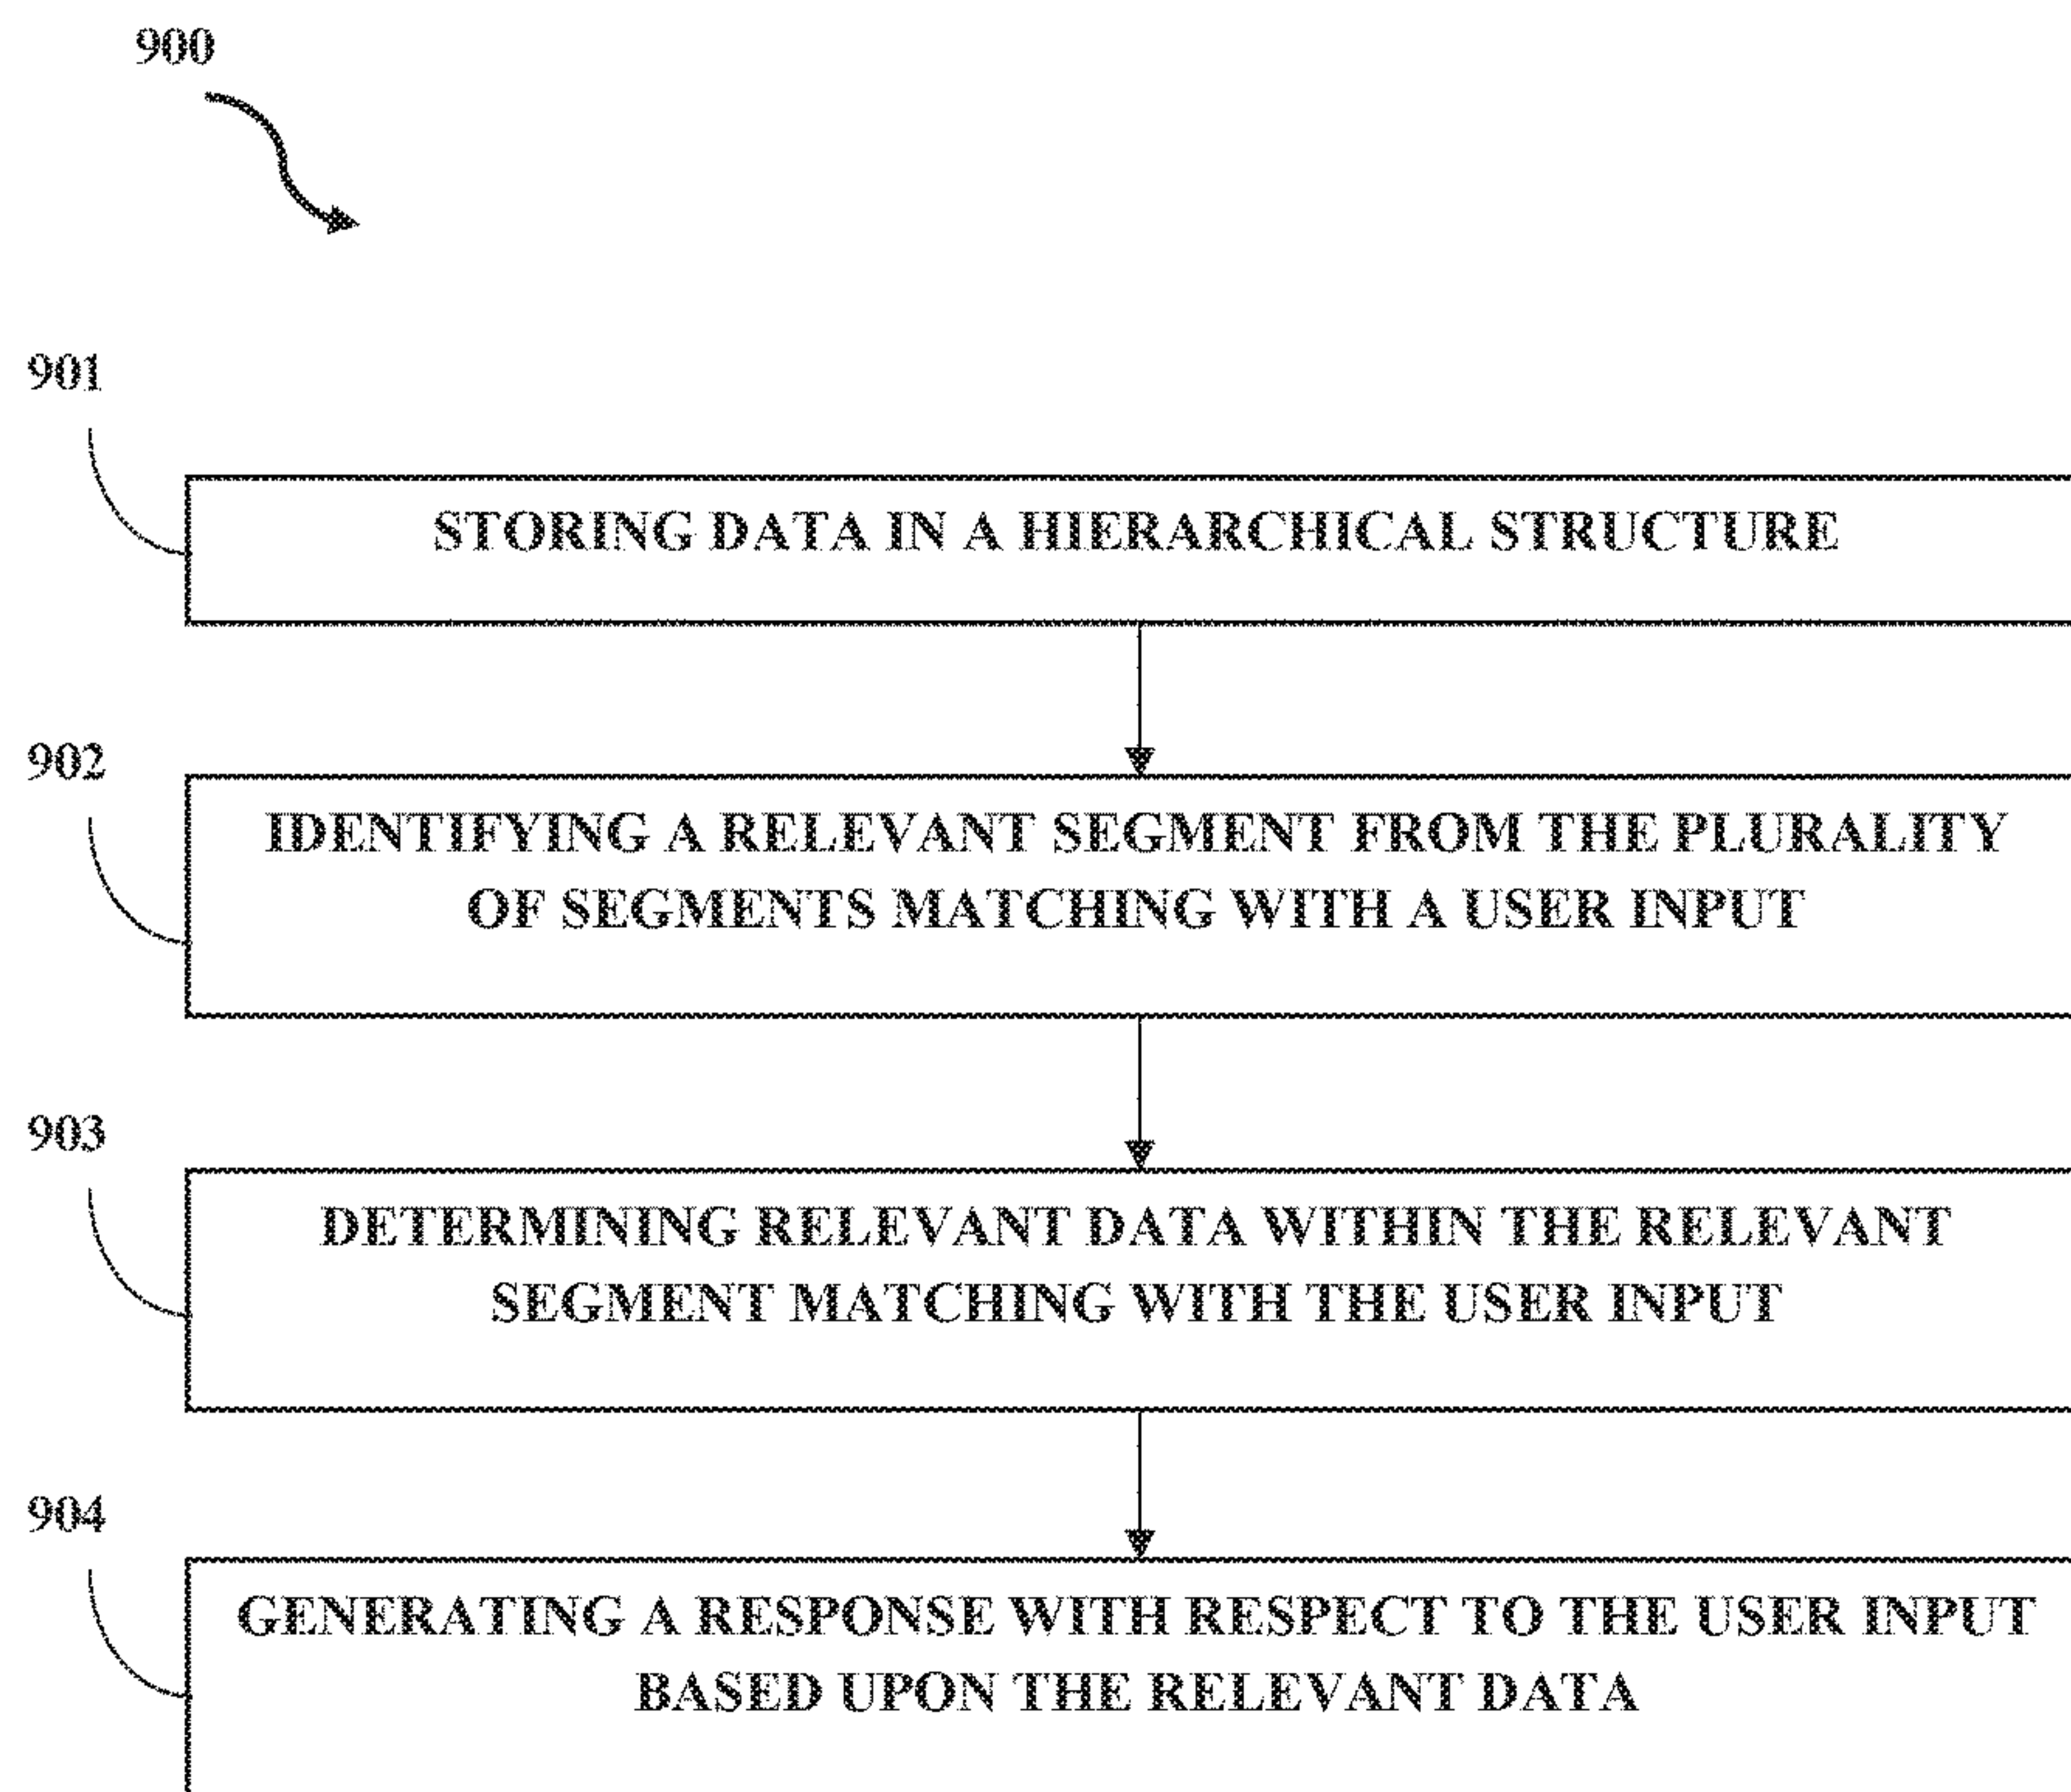 900
901
STORING DATA IN A HIERARCHICAL STRUCTURE
902
IDENTIFYING A RELEVANT SEGMENT FROM THE PLURALITY
OF SEGMENTS MATCHING WITH A USER INPUT
903
DETERMINING RELEVANT DATA WITHIN THE RELEVANT
SEGMENT MATCHING WITH THE USER INPUT
904
GENERATING A RESPONSE WITH RESPECT TO THE USER INPUT
BASED UPON THE RELEVANT DATA